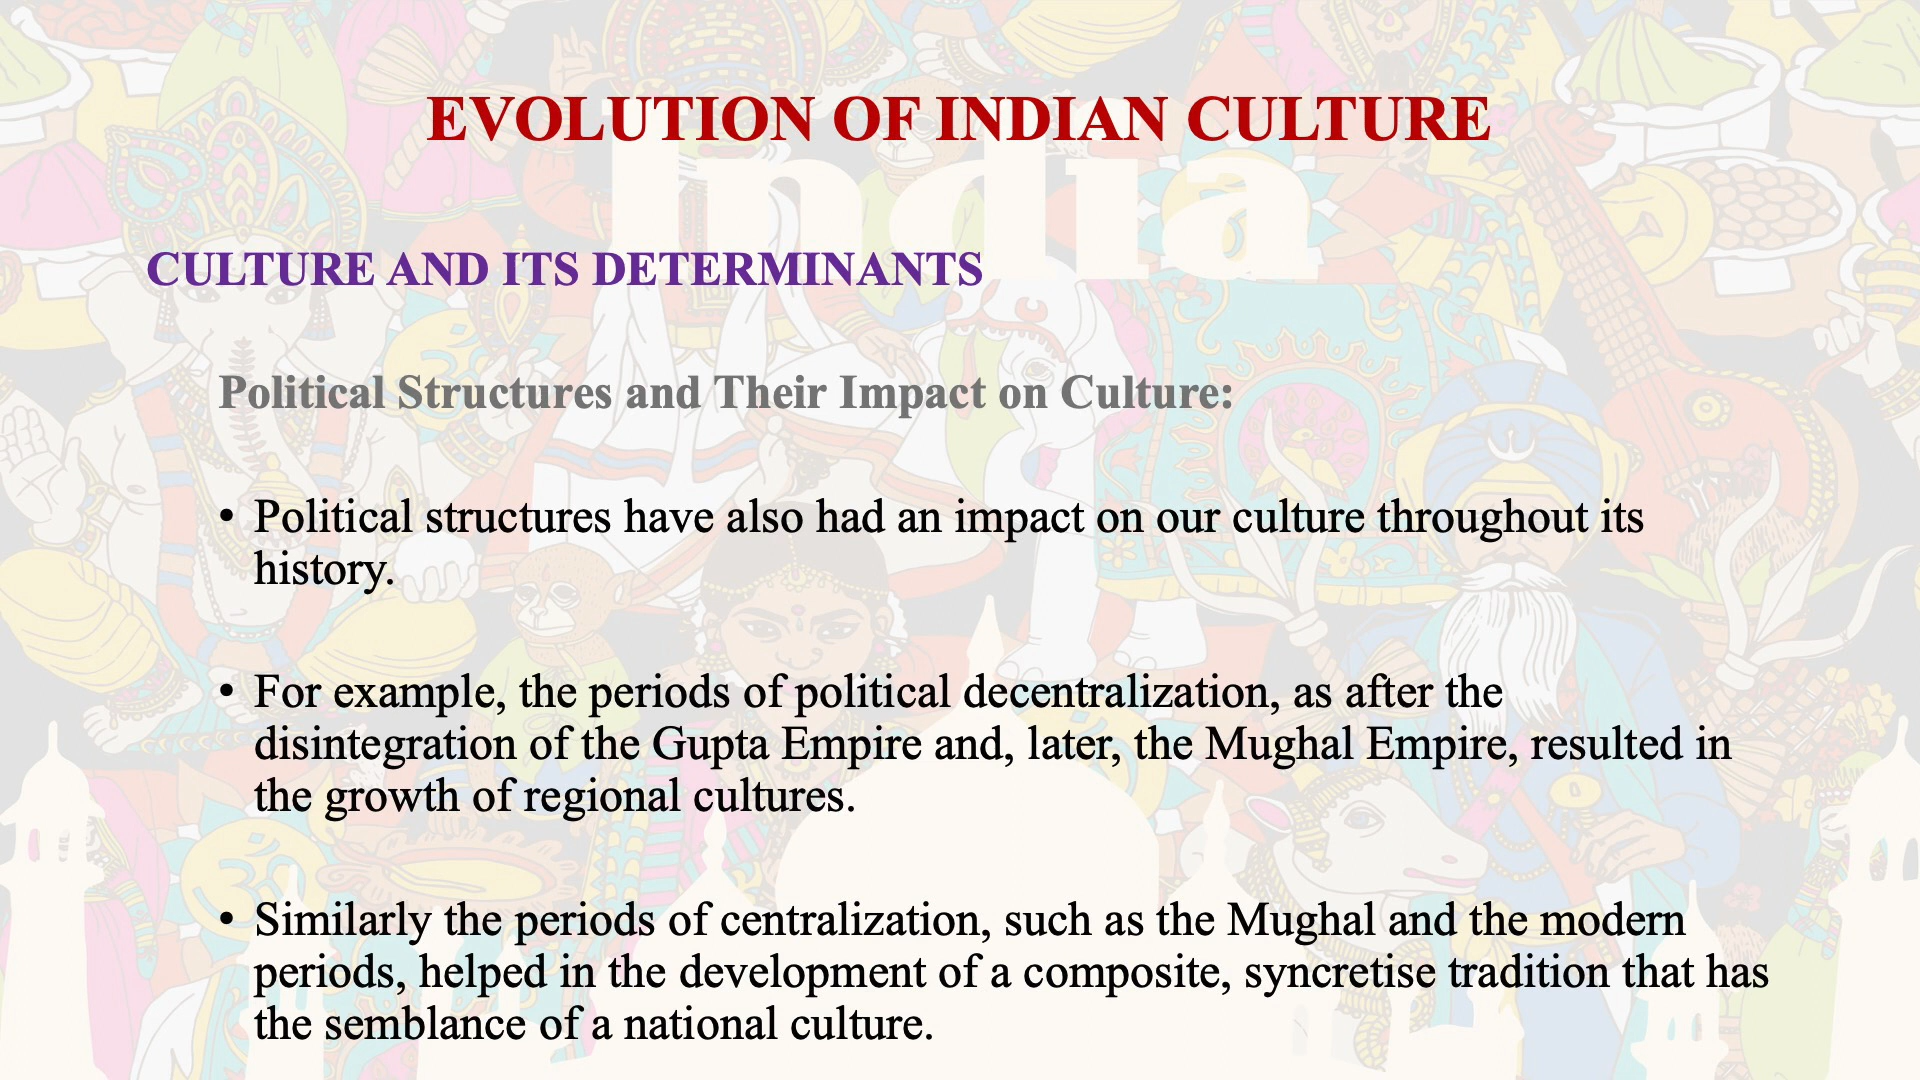 EVOLUTION OF INDIAN CULTURE
India
CULTURE AND ITS DETERMINANTS
Political Structures and Their Impact on Culture:
• Political structures have also had an impact on our culture throughout its
history.
• For example, the periods of political decentralization, as after the
disintegration of the Gupta Empire and, later, the Mughal Empire, resulted in
the growth of regional cultures.
• Similarly the periods of centralization, such as the Mughal and the modern
periods, helped in the development of a composite, syncretise tradition that has
the semblance of a national culture.